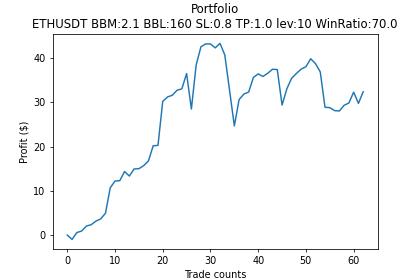 Portfolio
ETHUSDT BBM:2.1 BBL:160 SL:0.8 TP:1.0 lev:10 WinRatio:70.0
Profit ($)
40
30
20
10
0
0 10 20 30 40 50 60
Trade counts